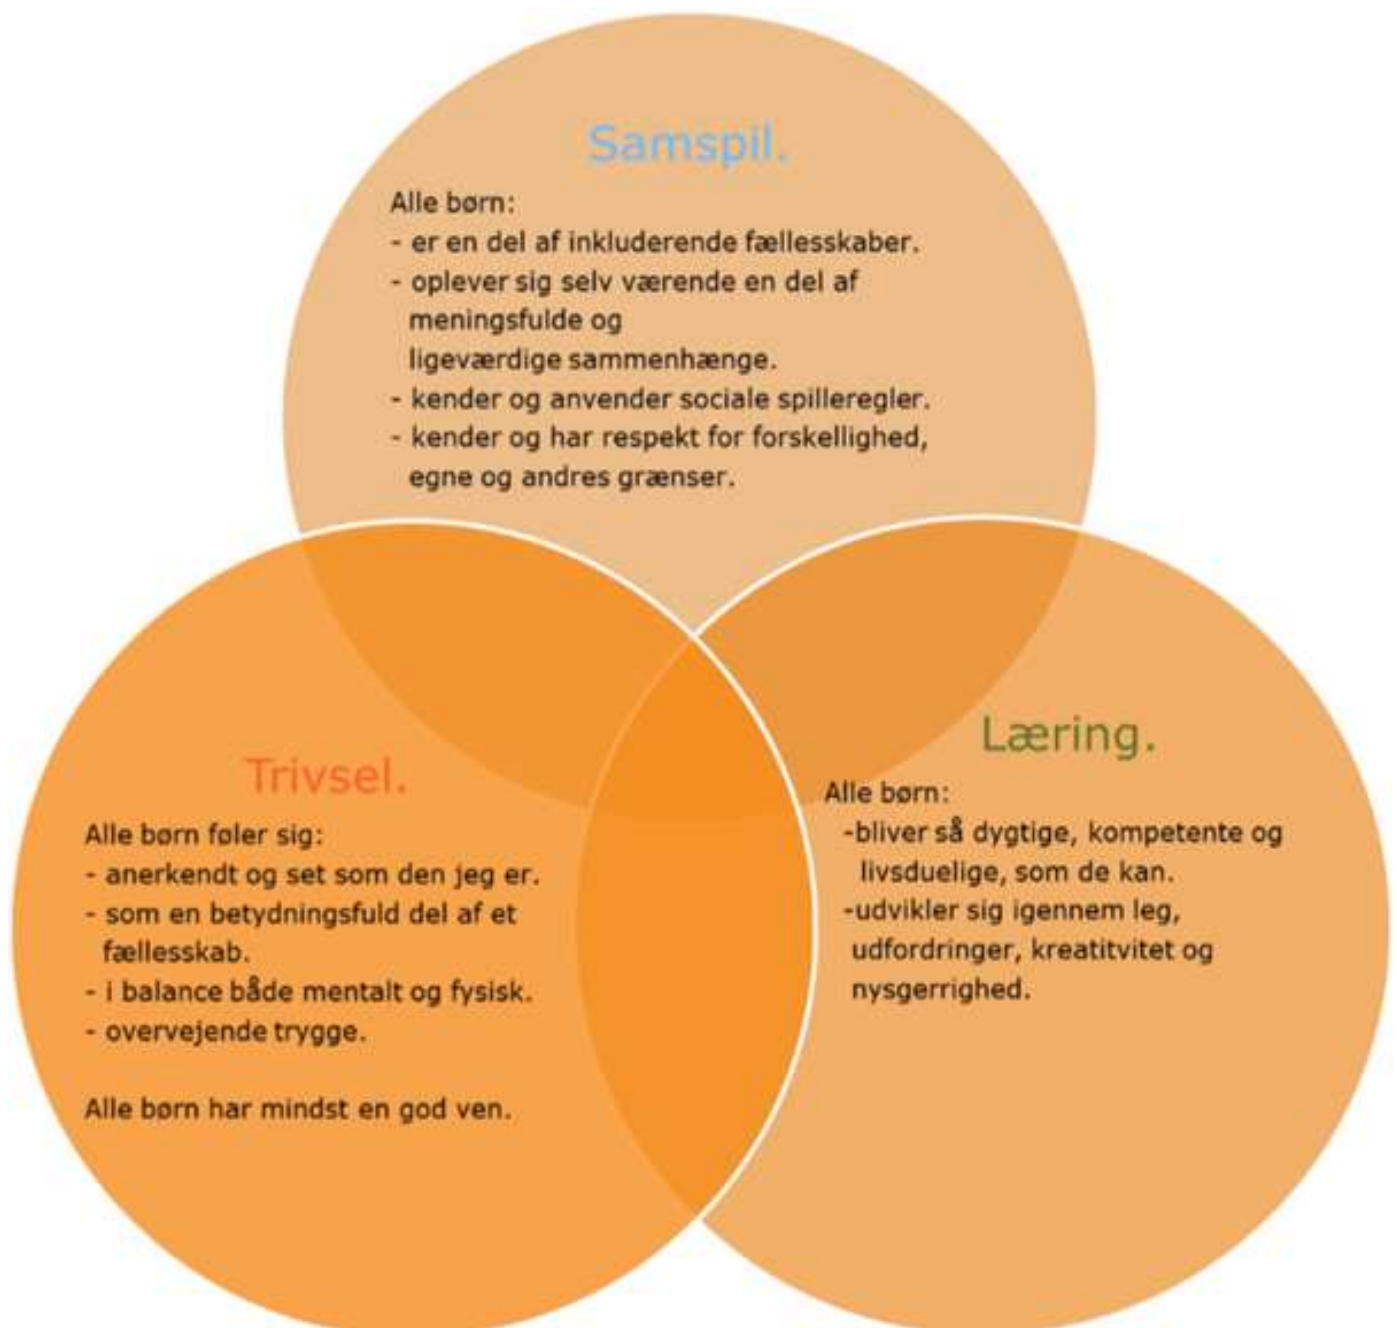 Samspil.
Alle børn:
- er en del af inkluderende fællesskaber.
- oplever sig selv værende en del af
meningsfulde og
ligeværdige sammenhænge.
- kender og anvender sociale spilleregler.
- kender og har respekt for forskellighed,
egne og andres grænser.
Trivsel.
Alle børn føler sig:
- anerkendt og set som den jeg er.
- som en betydningsfuld del af et
fællesskab.
- i balance både mentalt og fysisk.
- overvejende trygge.
Alle børn har mindst en god ven.
Læring.
Alle børn:
-bliver så dygtige, kompetente og
livsduelige, som de kan.
-udvikler sig igennem leg,
udfordringer, kreatitvitet og
nysgerrighed.